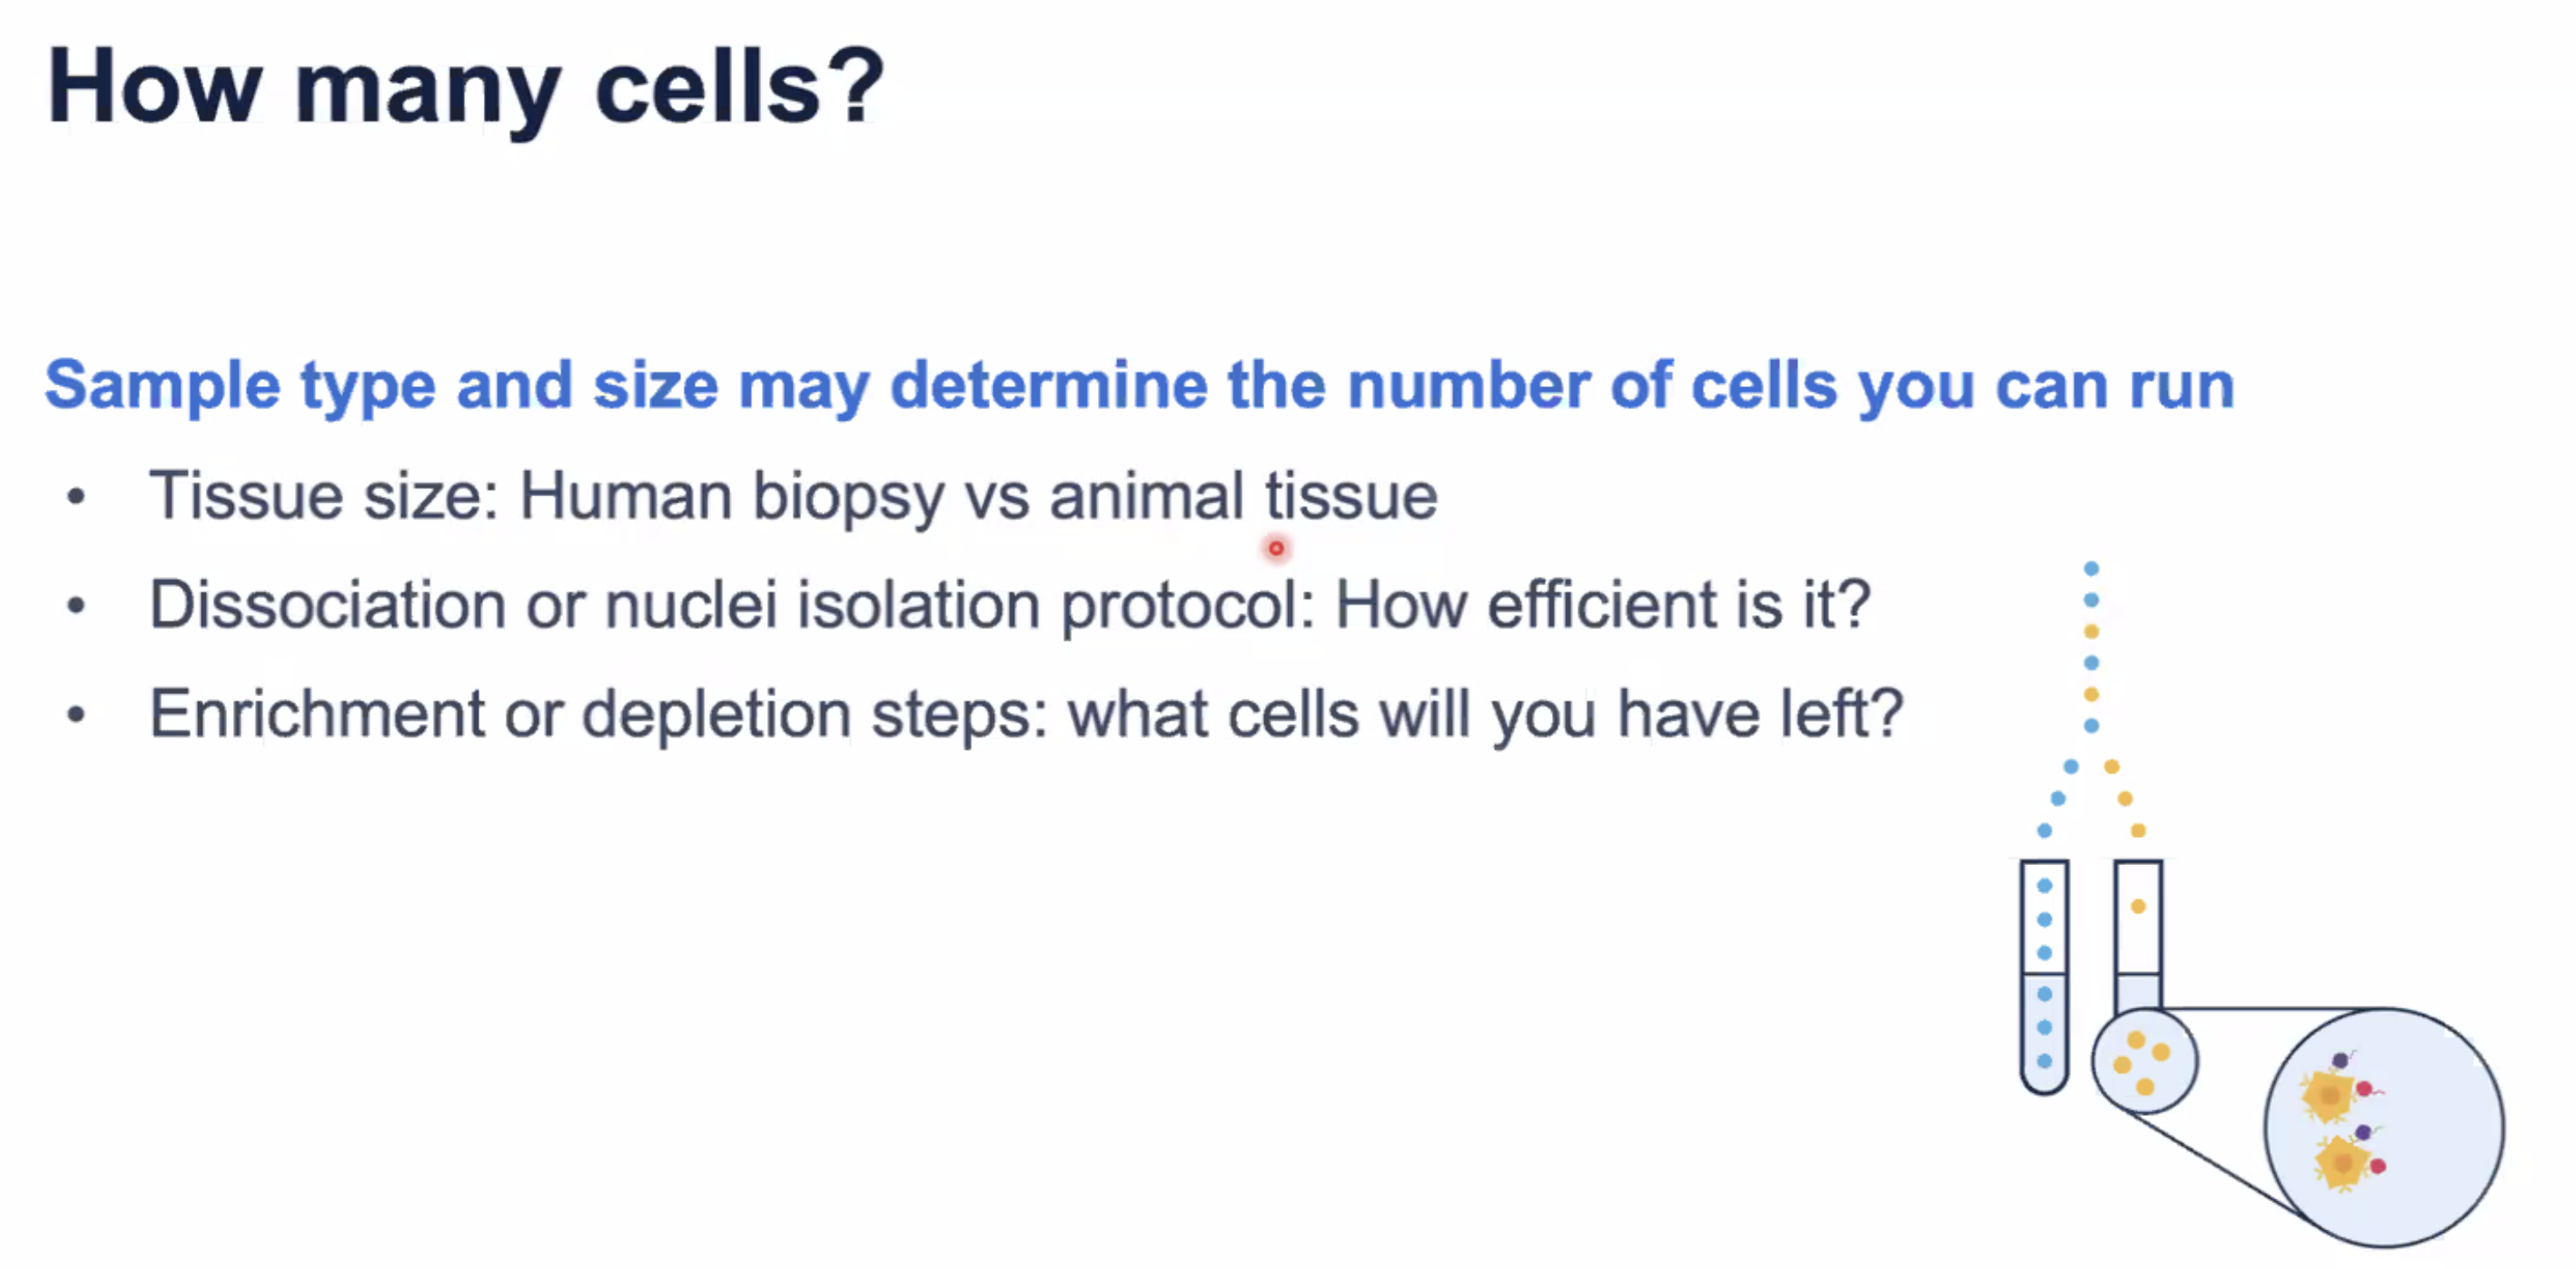 How many cells?
Sample type and size may determine the number of cells you can run
• Tissue size: Human biopsy vs animal tissue
• Dissociation or nuclei isolation protocol: How efficient is it?
• Enrichment or depletion steps: what cells will you have left?